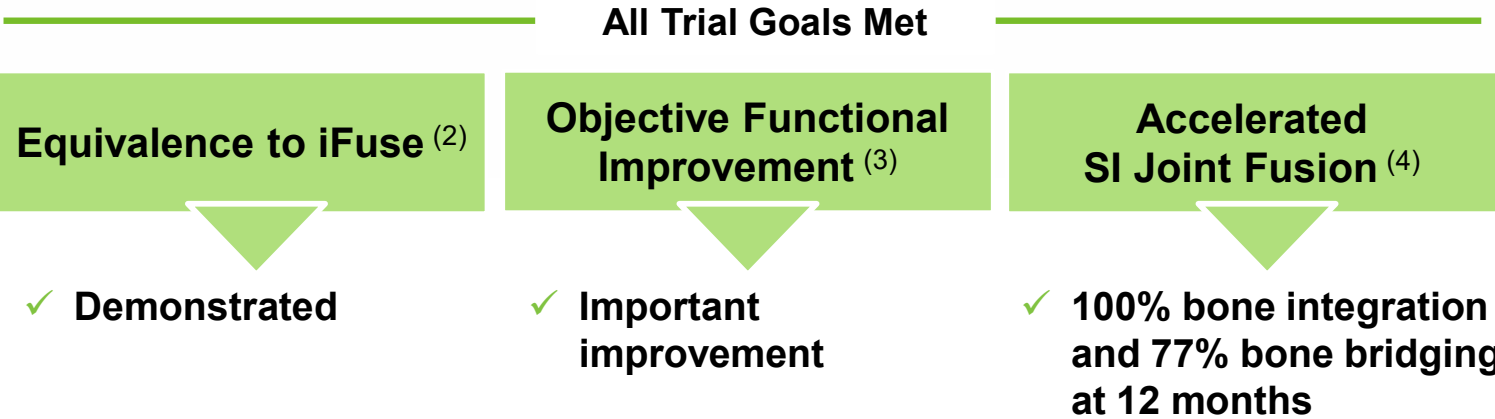 All Trial Goals Met
Equivalence to iFuse (2)
✓ Demonstrated
Objective Functional
Improvement (3)
✓ Important
improvement
Accelerated
SI Joint Fusion (4)
✓ 100% bone integration
and 77% bone bridging
at 12 months